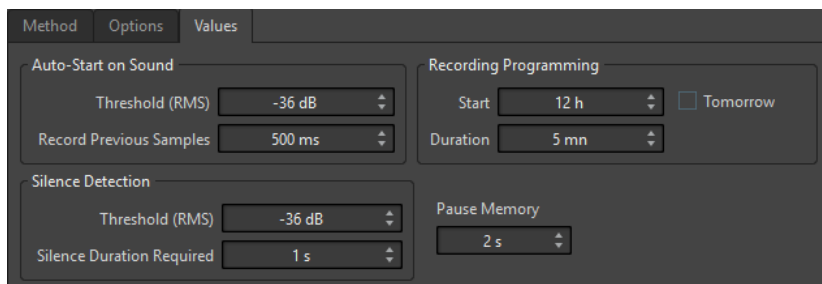 Method Options Values
Auto-Start on Sound
Threshold (RMS) -36 dB
Record Previous Samples 500 ms
Recording Programming
Start 12 h Tomorrow
Duration 5 mn
Silence Detection
Threshold (RMS) -36 dB
Silence Duration Required 1 s
Pause Memory
2 s